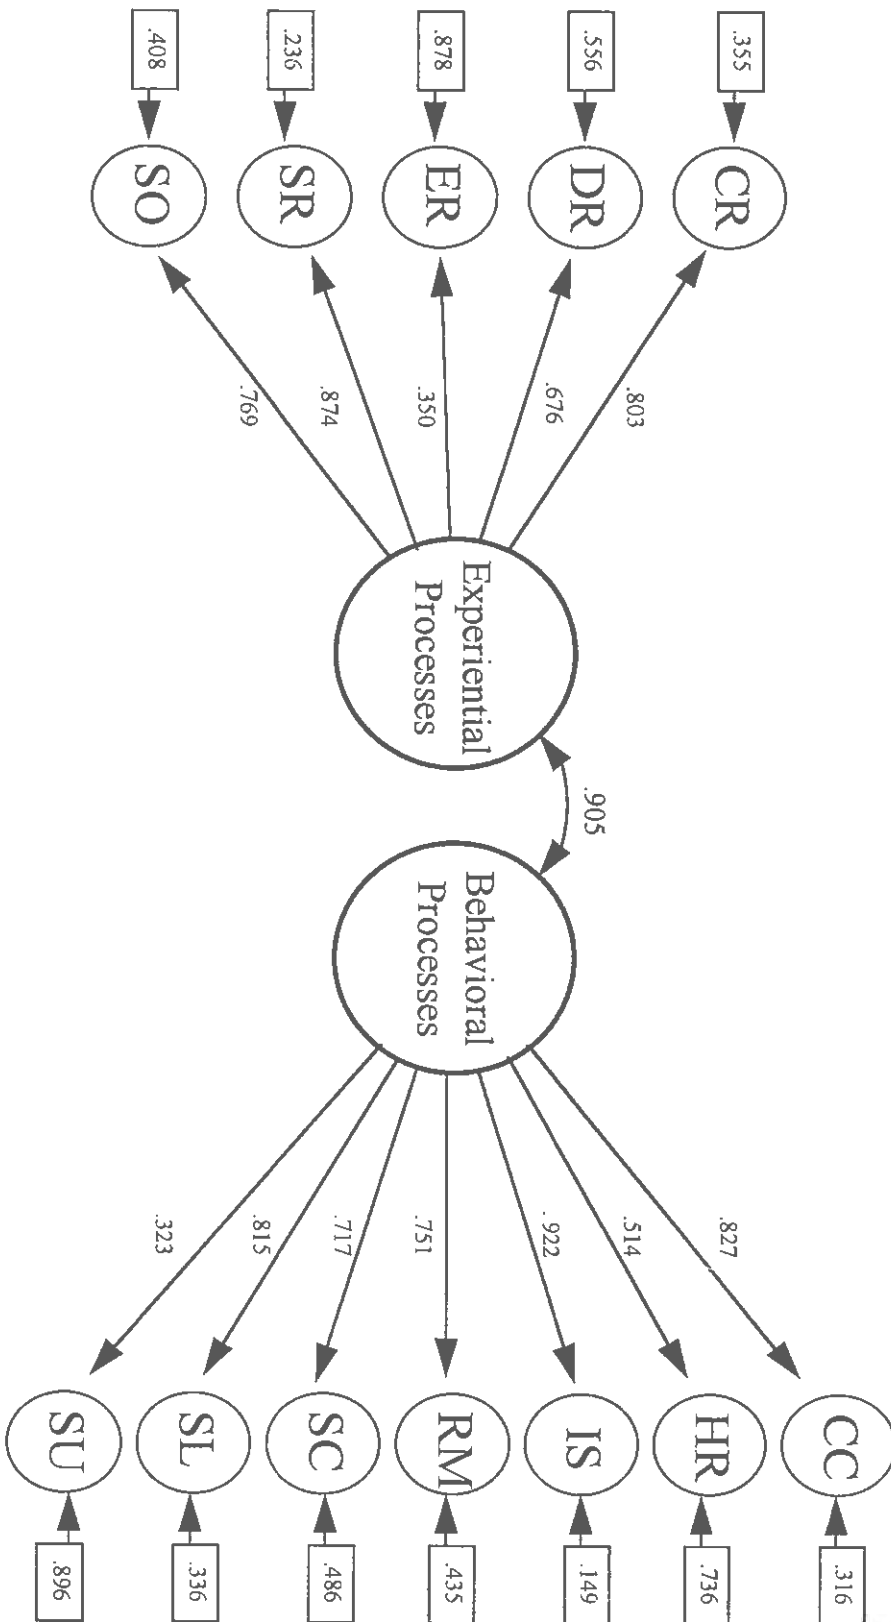 .355
CR
.803
.556
DR
.676
.878
ER
.350
.236
SR
.874
.408
SO
.769
Experiential
Processes
.905
Behavioral
Processes
.827
CC
.316
.514
HR
.736
.922
IS
.149
.751
RM
.435
.717
SC
.486
.815
SL
.336
.323
SU
.896